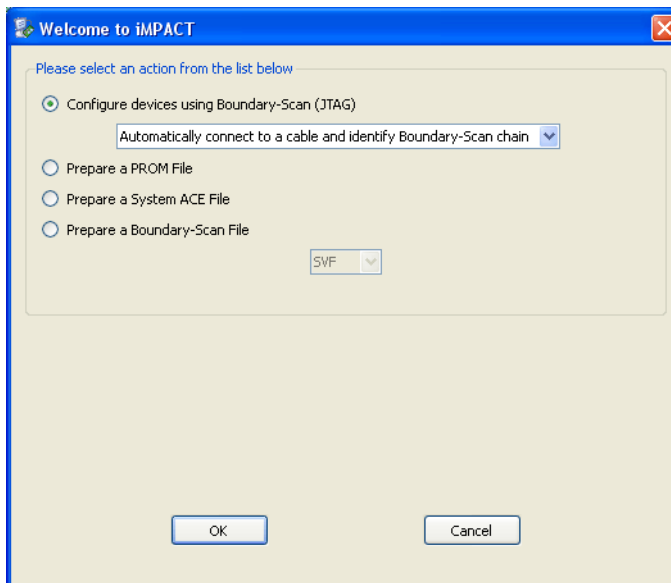 Welcome to iMPACT
Please select an action from the list below
Configure devices using Boundary-Scan (JTAG)
Automatically connect to a cable and identify Boundary-Scan chain
Prepare a PROM File
Prepare a System ACE File
Prepare a Boundary-Scan File
SVF
OK
Cancel